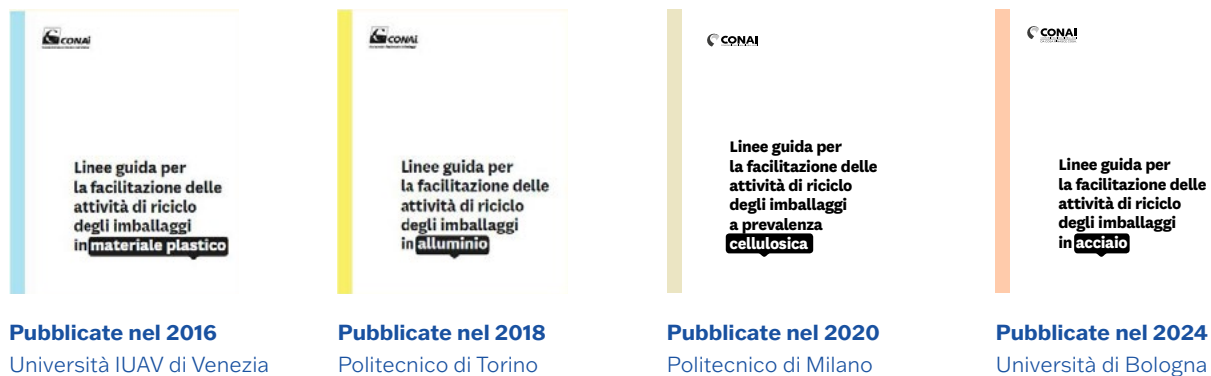 CONAI
Linee guida per
la facilitazione delle
attività di riciclo
degli imballaggi
in materiale plastico
Pubblicate nel 2016
Università IUAV di Venezia
CONAI
Linee guida per
la facilitazione delle
attività di riciclo
degli imballaggi
in alluminio
Pubblicate nel 2018
Politecnico di Torino
CONAI
Linee guida per
la facilitazione delle
attività di riciclo
degli imballaggi
a prevalenza
cellulosica
Pubblicate nel 2020
Politecnico di Milano
CONAI
Linee guida per
la facilitazione delle
attività di riciclo
degli imballaggi
in acciaio
Pubblicate nel 2024
Università di Bologna